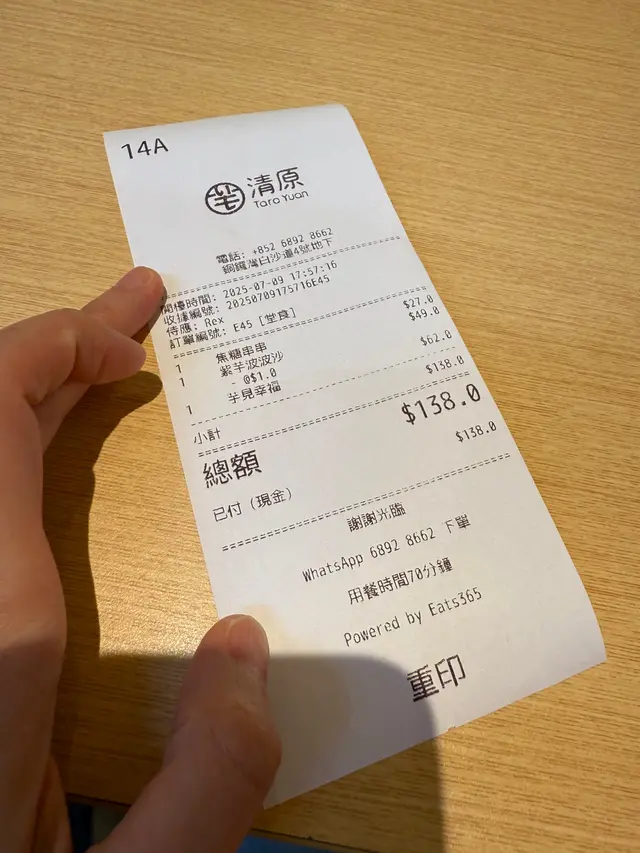 14A
芋 清原
Taro Yuan
電話: +852 6892 8662
銅鑼灣白沙道4號地下
開檯時間: 2025-07-09 17:57:16
收據編號: 20250709175716E45
侍應: Rex
訂單編號: E45 [堂食]
1 焦糖串串 $27.0
1 紫芋波波沙 $49.0
- @$1.0
1 芋見幸福 $62.0
小計 $138.0
總額 $138.0
已付 (現金) $138.0
謝謝光臨
WhatsApp 6892 8662 下單
用餐時間70分鐘
Powered by Eats365
重印